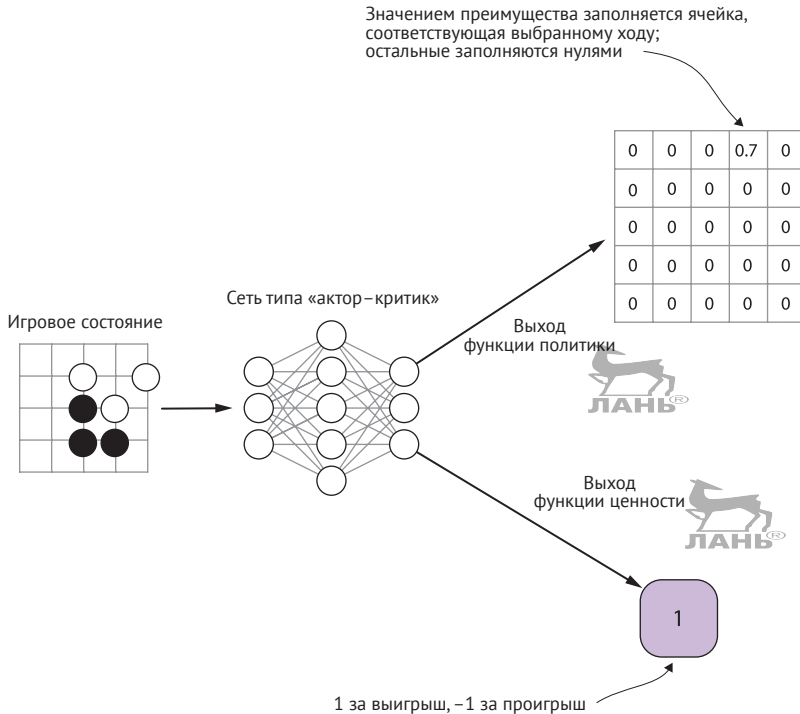 Значением преимущества заполняется ячейка,
соответствующая выбранному ходу;
остальные заполняются нулями
0 0 0 0.7 0
0 0 0 0 0
0 0 0 0 0
0 0 0 0 0
0 0 0 0 0
Сеть типа «актор–критик»
Игровое состояние
Выход
функции политики
ЛАНЬ®
Выход
функции ценности
ЛАНЬ®
1
1 за выигрыш, –1 за проигрыш